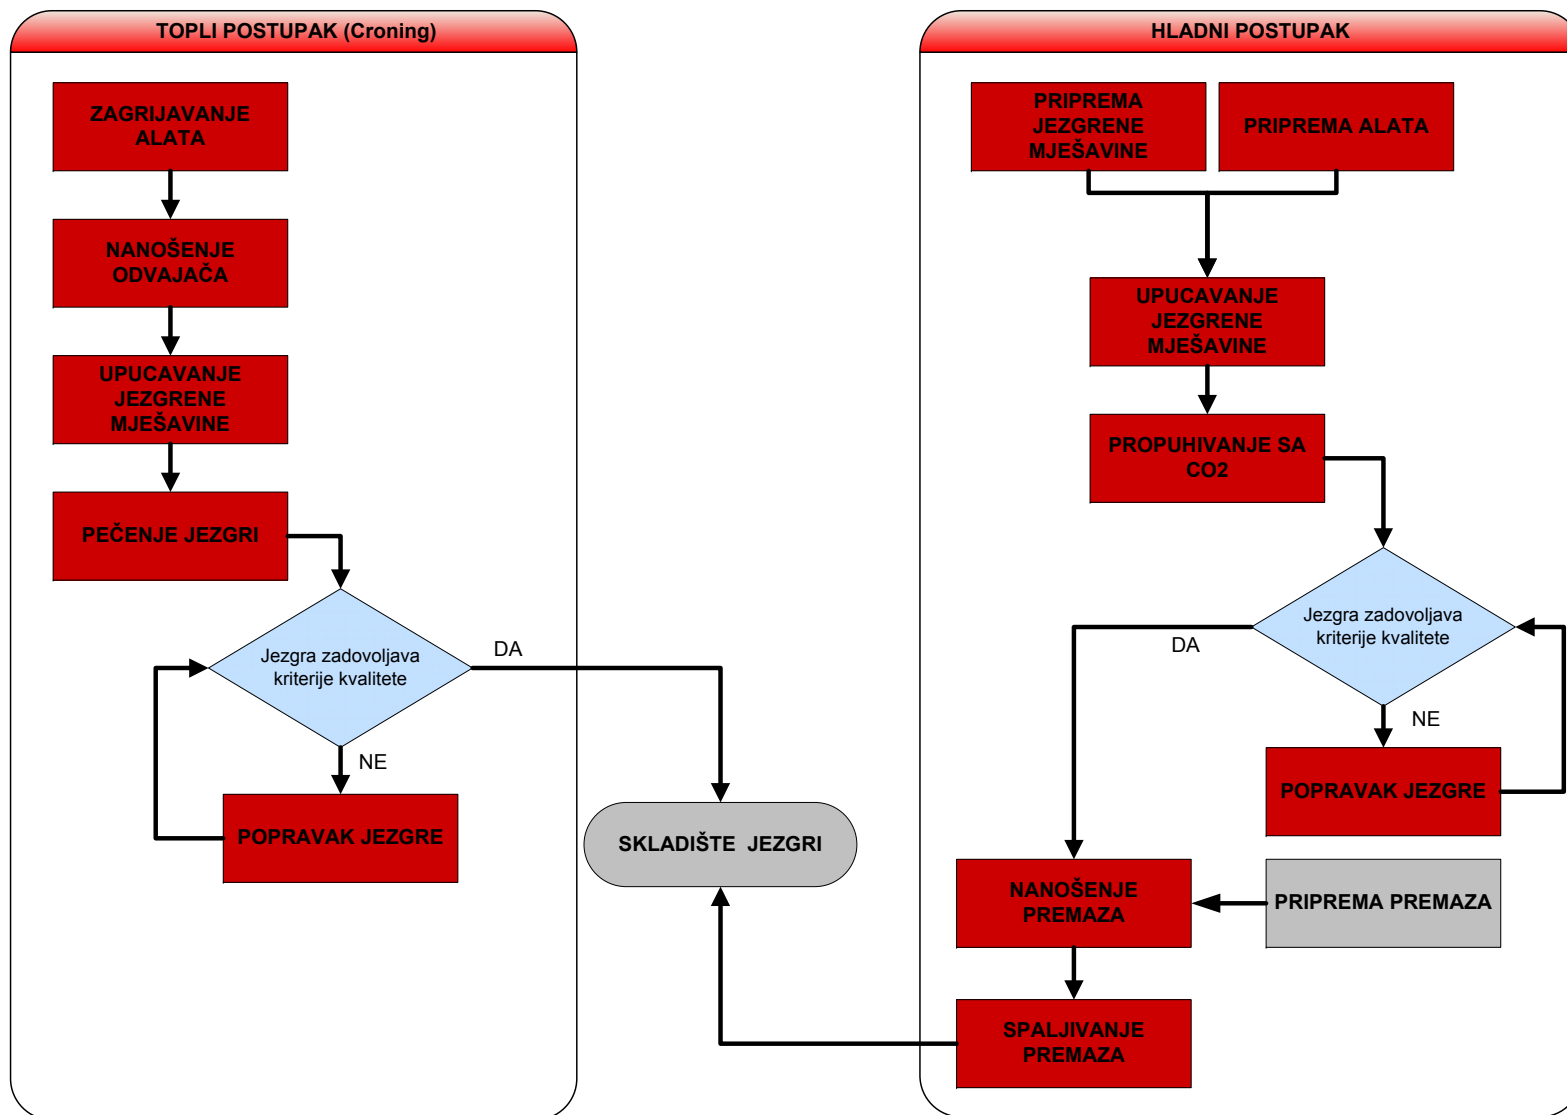 TOPLI POSTUPAK (Croning)
ZAGRIJAVANJE
ALATA
NANOŠENJE
ODVAJAČA
UPUCAVANJE
JEZGRENE
MJEŠAVINE
PEČENJE JEZGRI
Jezgra zadovoljava
kriterije kvalitete
DA
NE
POPRAVAK JEZGRE
SKLADIŠTE  JEZGRI
HLADNI POSTUPAK
PRIPREMA
JEZGRENE
MJEŠAVINE
PRIPREMA ALATA
UPUCAVANJE
JEZGRENE
MJEŠAVINE
PROPUHIVANJE SA
CO2
Jezgra zadovoljava
kriterije kvalitete
DA
NE
POPRAVAK JEZGRE
NANOŠENJE
PREMAZA
PRIPREMA PREMAZA
SPALJIVANJE
PREMAZA